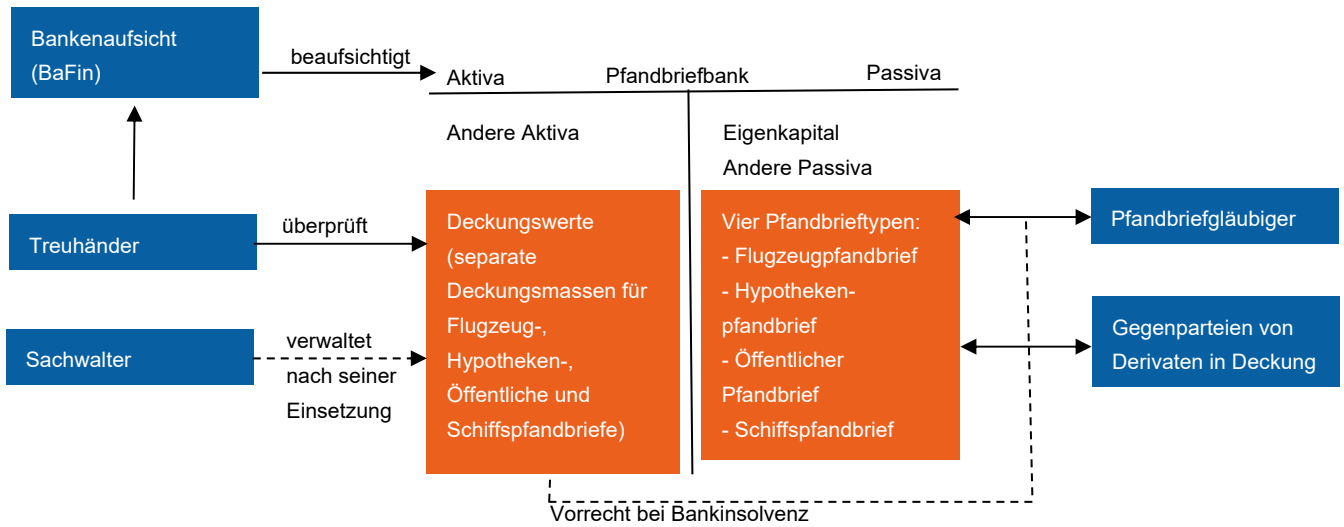 Bankenaufsicht
(BaFin)
beaufsichtigt
Aktiva
Pfandbriefbank
Passiva
Andere Aktiva
Eigenkapital
Andere Passiva
Treuhänder
überprüft
Deckungswerte
(separate
Deckungsmassen für
Flugzeug-,
Hypotheken-,
Öffentliche und
Schiffspfandbriefe)
Vier Pfandbrieftypen:
- Flugzeugpfandbrief
- Hypotheken-
pfandbrief
- Öffentlicher
Pfandbrief
- Schiffspfandbrief
Pfandbriefgläubiger
Sachwalter
verwaltet
nach seiner
Einsetzung
Gegenparteien von
Derivaten in Deckung
Vorrecht bei Bankinsolvenz